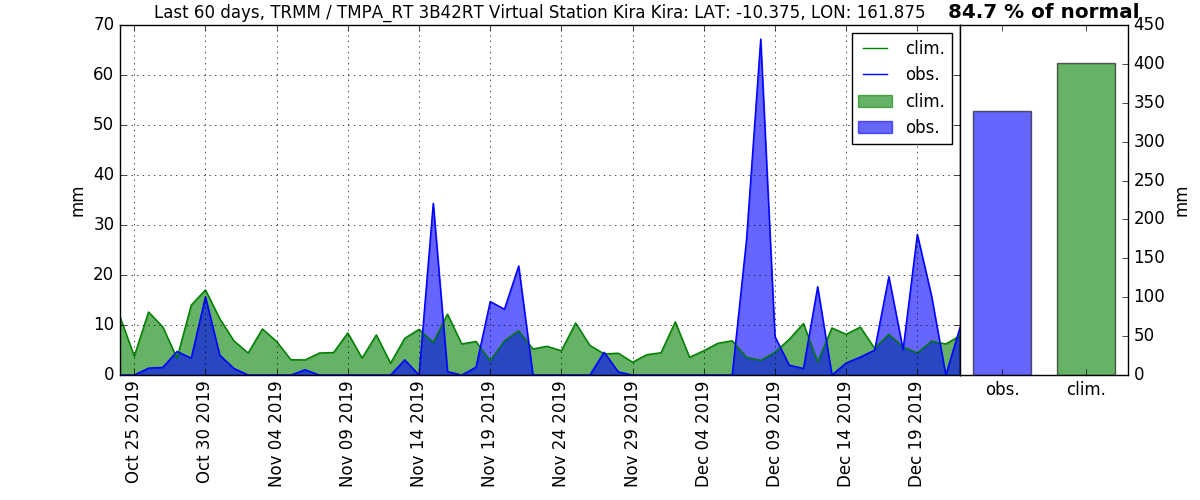 Last 60 days, TRMM / TMPA_RT 3B42RT Virtual Station Kira Kira: LAT: -10.375, LON: 161.875
84.7 % of normal
70
60
50
40
30
20
10
0
mm
clim.
obs.
clim.
obs.
Oct 25 2019
Oct 30 2019
Nov 04 2019
Nov 09 2019
Nov 14 2019
Nov 19 2019
Nov 24 2019
Nov 29 2019
Dec 04 2019
Dec 09 2019
Dec 14 2019
Dec 19 2019
450
400
350
300
250
200
150
100
50
0
mm
obs.
clim.